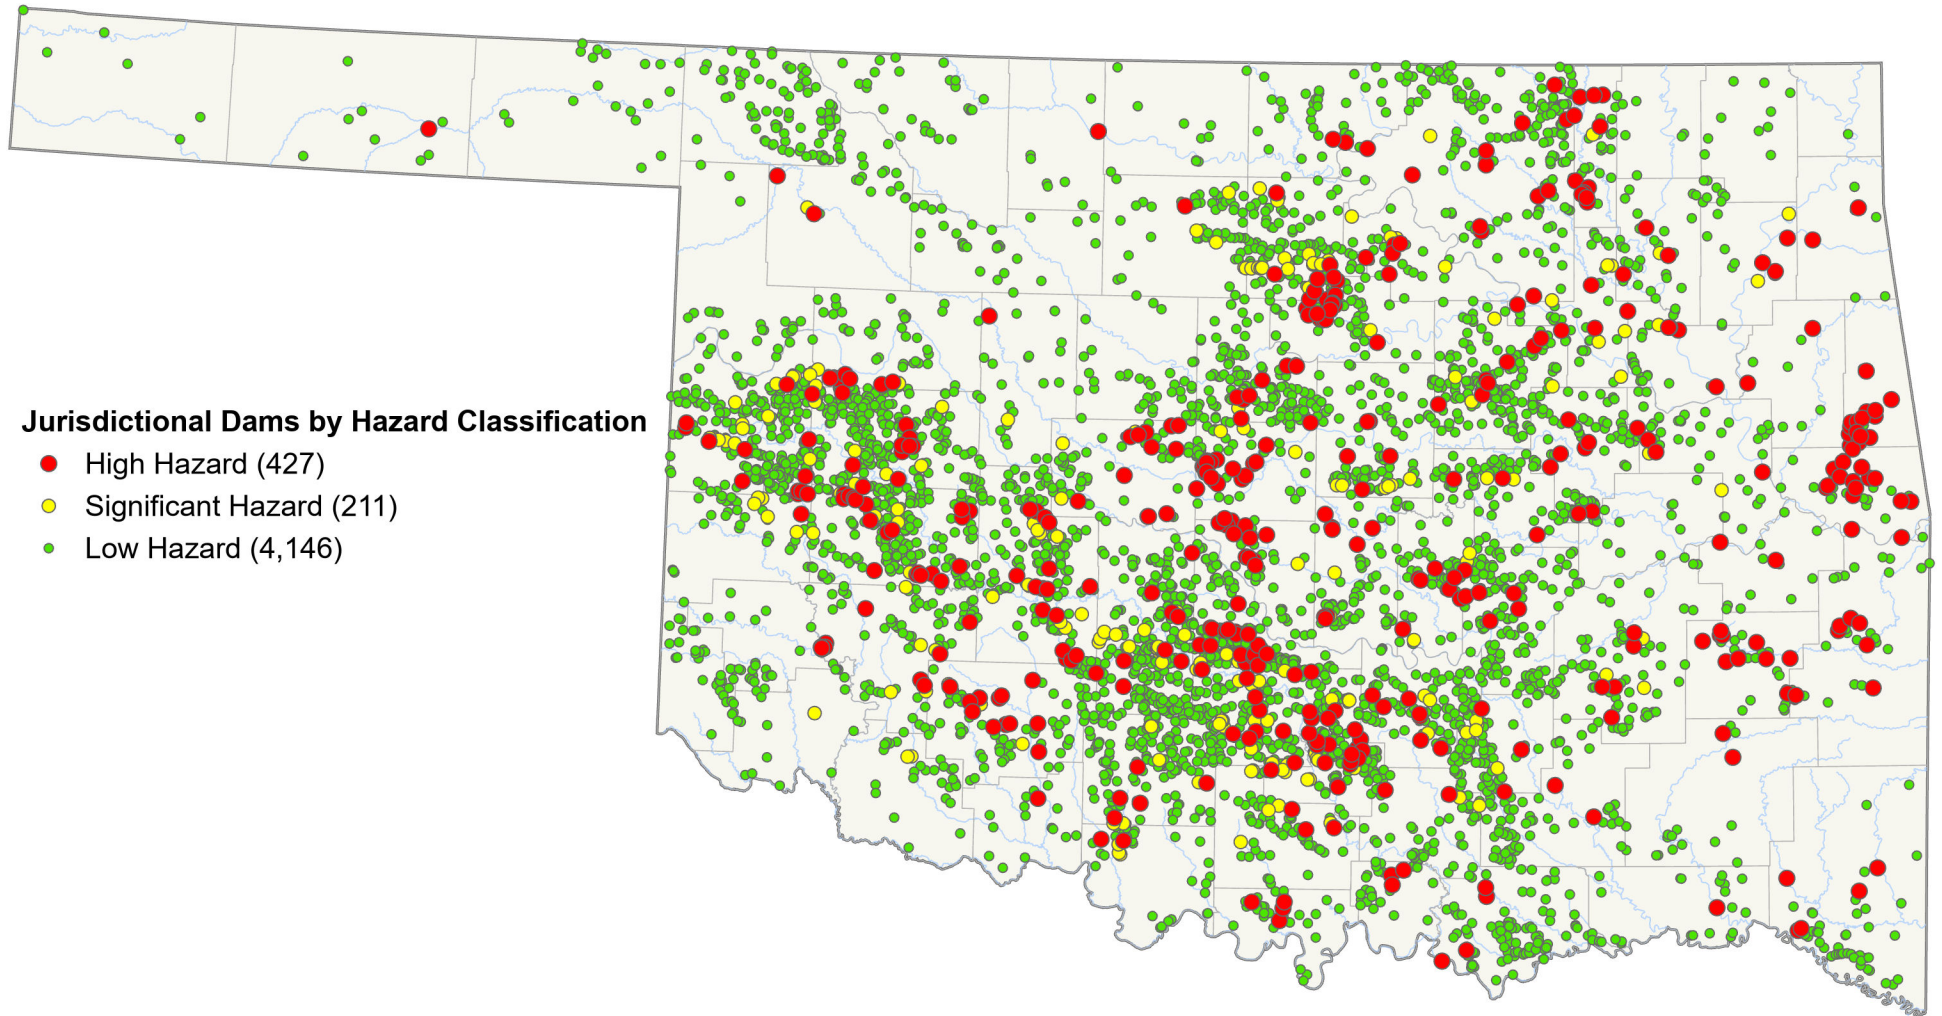 Jurisdictional Dams by Hazard Classification
High Hazard (427)
Significant Hazard (211)
Low Hazard (4,146)